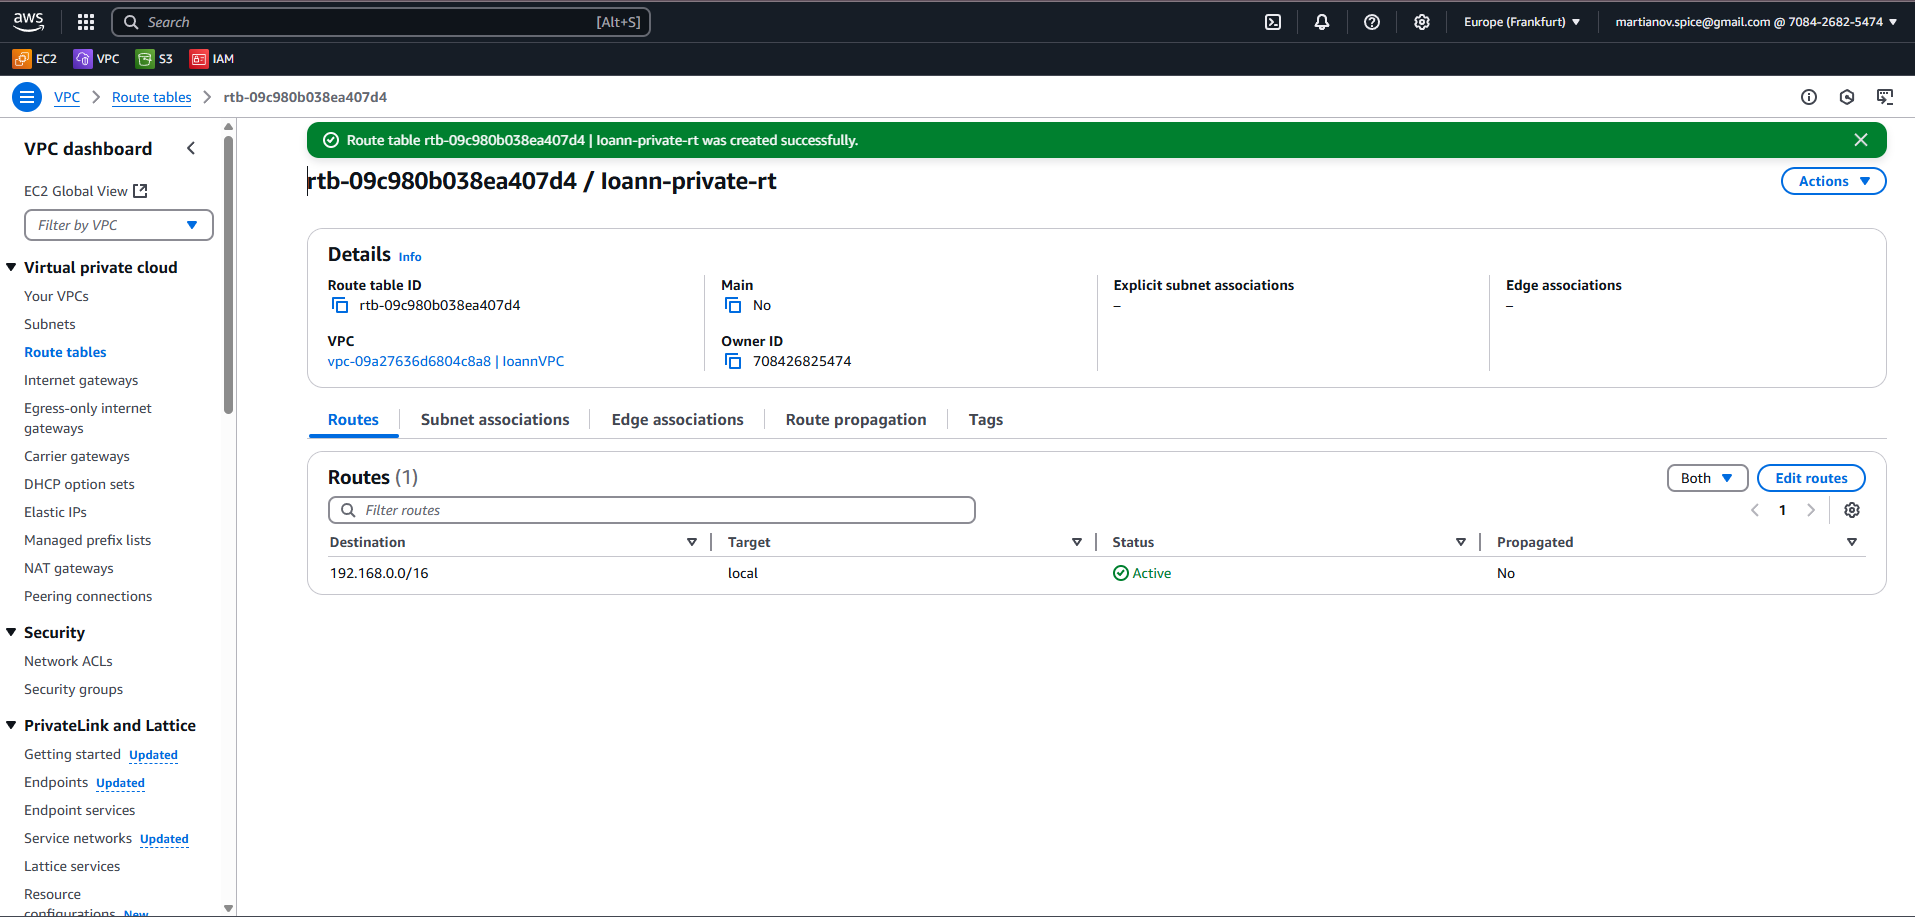 aws
Search [Alt+S]
Europe (Frankfurt)
martianov.spice@gmail.com @ 7084-2682-5474
EC2 VPC S3 IAM
VPC Route tables rtb-09c980b038ea407d4
VPC dashboard
EC2 Global View
Filter by VPC
Virtual private cloud
Your VPCs
Subnets
Route tables
Internet gateways
Egress-only internet
gateways
Carrier gateways
DHCP option sets
Elastic IPs
Managed prefix lists
NAT gateways
Peering connections
Security
Network ACLs
Security groups
PrivateLink and Lattice
Getting started Updated
Endpoints Updated
Endpoint services
Service networks Updated
Lattice services
Resource
configurations New
Route table rtb-09c980b038ea407d4 | Ioann-private-rt was created successfully.
rtb-09c980b038ea407d4 / Ioann-private-rt
Actions
Details Info
Route table ID
rtb-09c980b038ea407d4
Main
No
Explicit subnet associations
–
Edge associations
–
VPC
vpc-09a27636d6804c8a8 | IoannVPC
Owner ID
708426825474
Routes Subnet associations Edge associations Route propagation Tags
Routes (1)
Both
Edit routes
Filter routes
1
Destination Target Status Propagated
192.168.0.0/16 local Active No